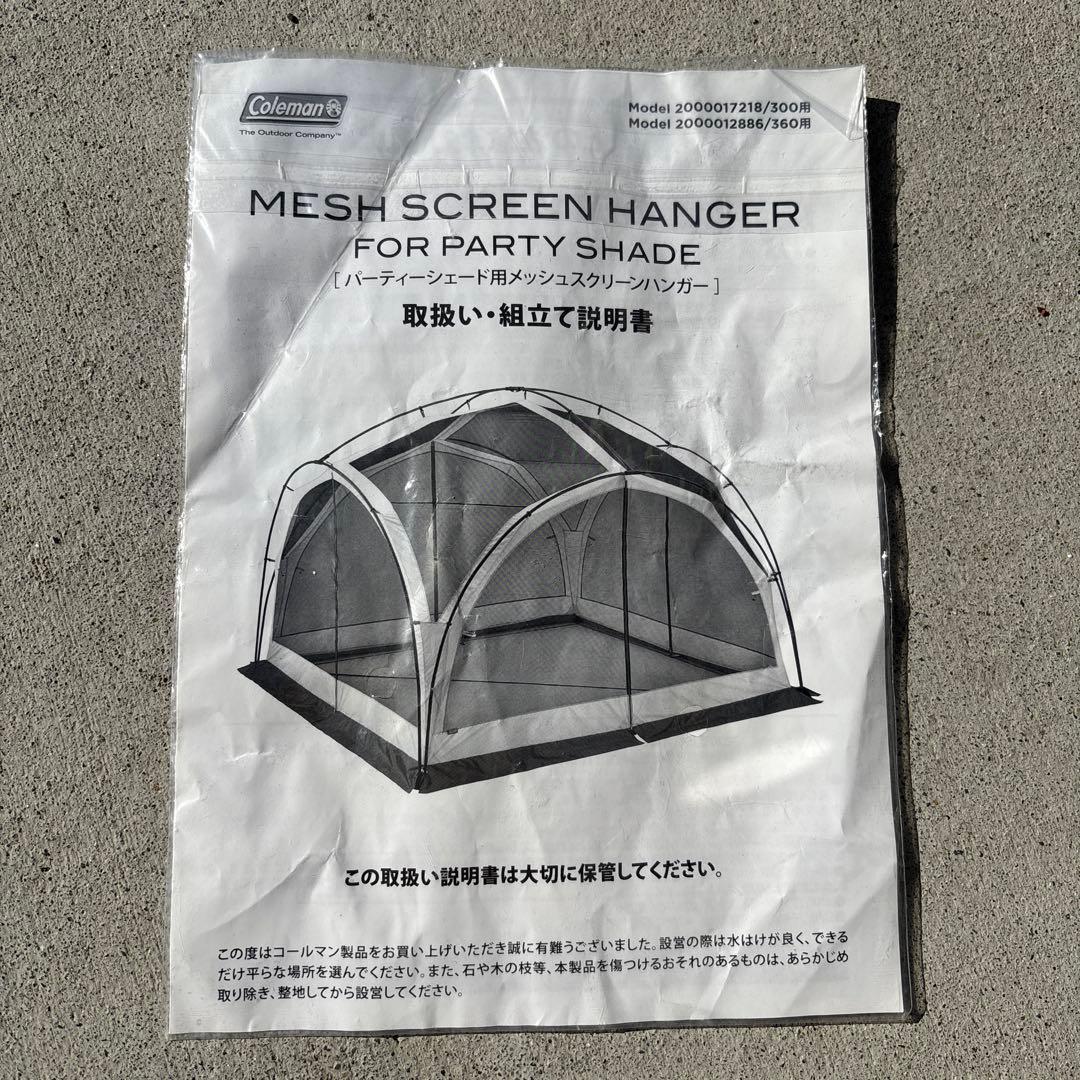 Coleman
The Outdoor Company™
Model 2000017218/300用
Model 2000012886/360用
MESH SCREEN HANGER
FOR PARTY SHADE
[ パーティーシェード用メッシュスクリーンハンガー ]
取扱い・組立て説明書
この取扱い説明書は大切に保管してください。
この度はコールマン製品をお買い上げいただき誠に有難うございました。設営の際は水はけが良く、できる
だけ平らな場所を選んでください。また、石や木の枝等、本製品を傷つけるおそれのあるものは、あらかじめ
取り除き、整地してから設営してください。